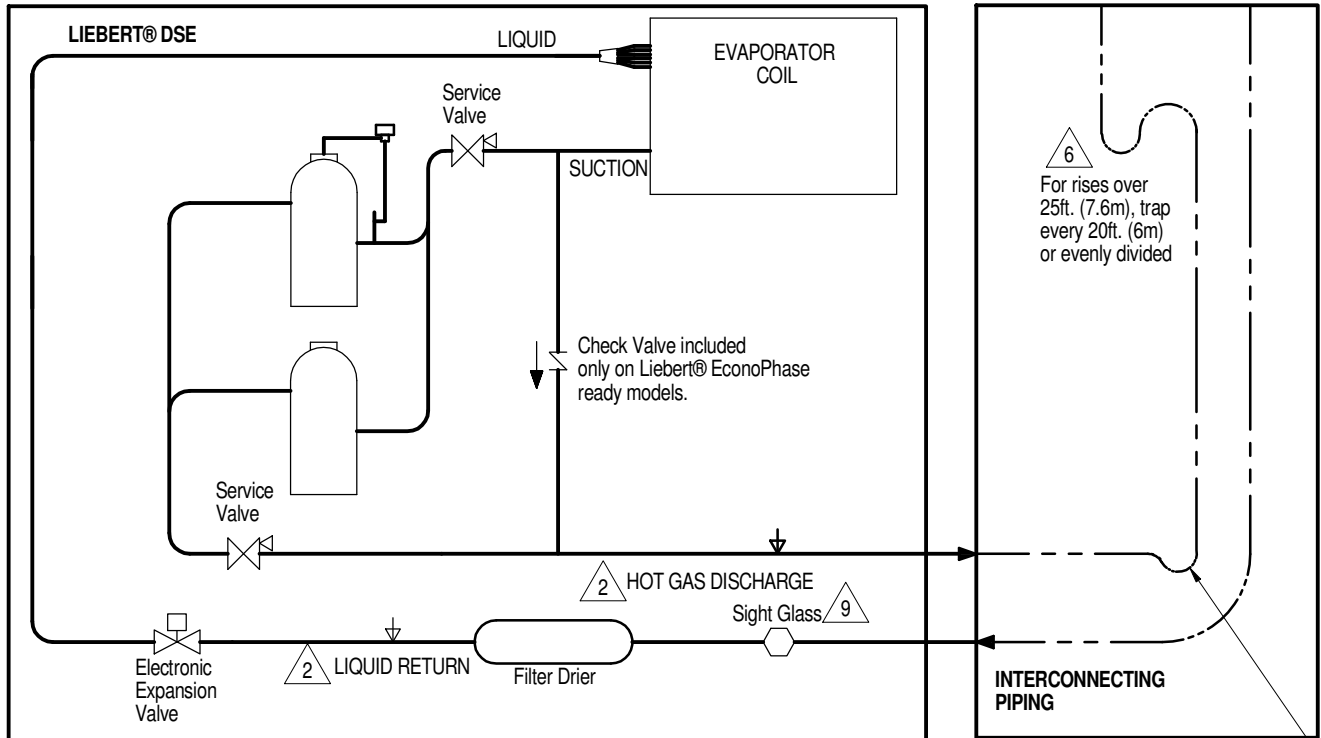 LIEBERT® DSE
LIQUID
EVAPORATOR
COIL
Service
Valve
SUCTION
6
For rises over
25ft. (7.6m), trap
every 20ft. (6m)
or evenly divided
Check Valve included
only on Liebert® EconoPhase
ready models.
Service
Valve
2 HOT GAS DISCHARGE
Sight Glass 9
Electronic
Expansion
Valve
2 LIQUID RETURN
Filter Drier
INTERCONNECTING
PIPING